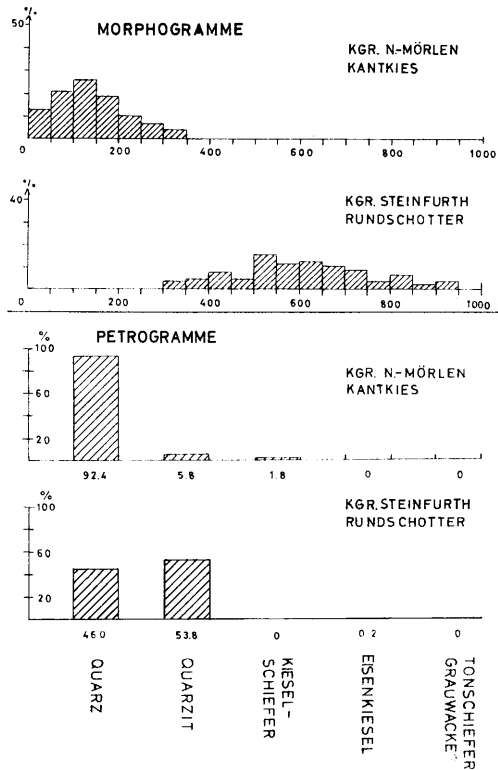 %
50
MORPHOGRAMME
KGR. N.-MÖRLEN
KANTKIES
0 200 400 600 800 1000
%
40
KGR. STEINFURTH
RUNDSCHOTTER
0 200 400 600 800 1000
PETROGRAMME
%
100
60
20
KGR. N.-MÖRLEN
KANTKIES
92.4 5.8 1.8 0 0
%
100
60
20
KGR. STEINFURTH
RUNDSCHOTTER
46.0 53.8 0 0.2 0
QUARZ
QUARZIT
KIESEL-
SCHIEFER
EISENKIESEL
TONSCHIEFER
GRAUWACKE